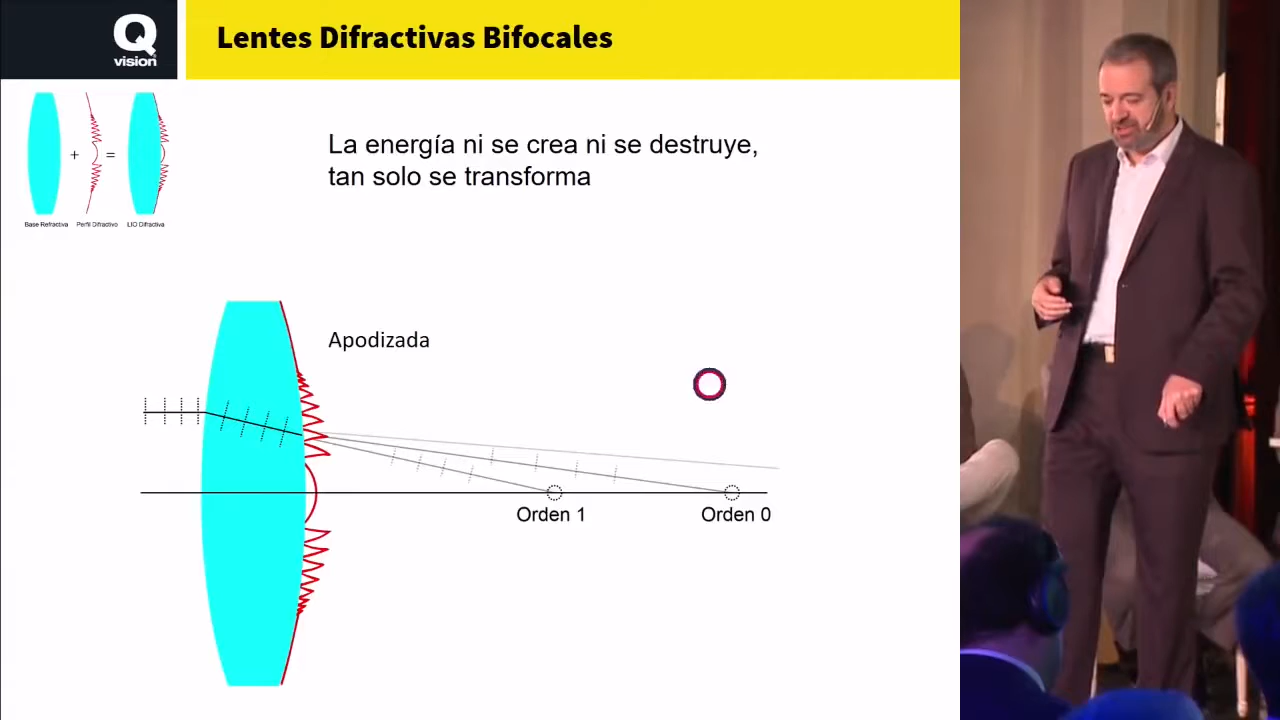 Q
vision
Lentes Difractivas Bifocales
+
=
Base Refractiva Perfil Difractivo LIO Difractiva
La energía ni se crea ni se destruye,
tan solo se transforma
Apodizada
Orden 1
Orden 0